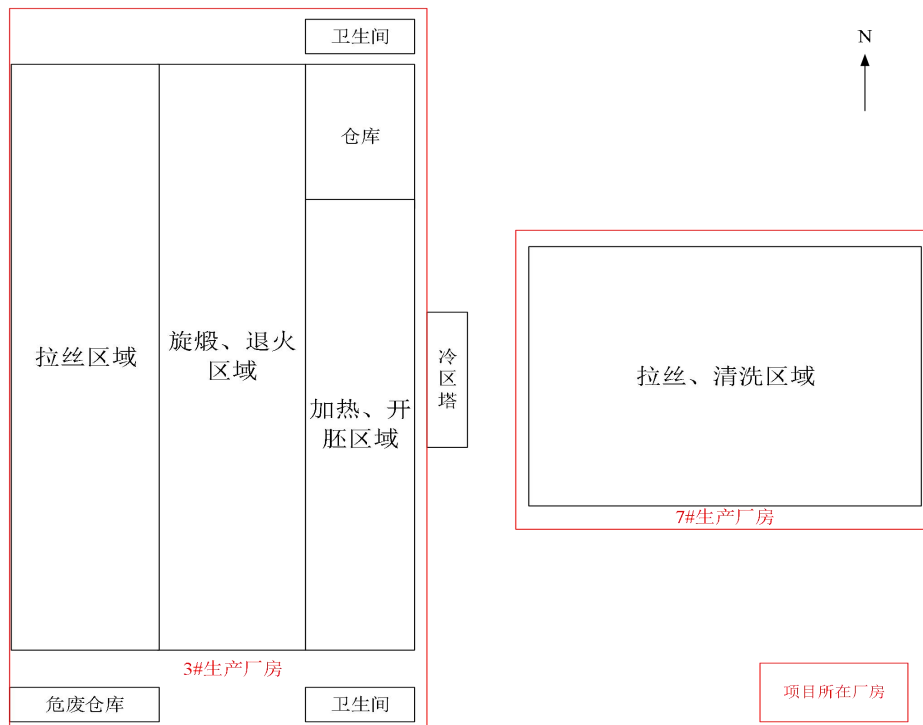 卫生间
N
仓库
拉丝区域
旋煅、退火
区域
加热、开
胚区域
冷
区
塔
拉丝、清洗区域
7#生产厂房
3#生产厂房
危废仓库
卫生间
项目所在厂房